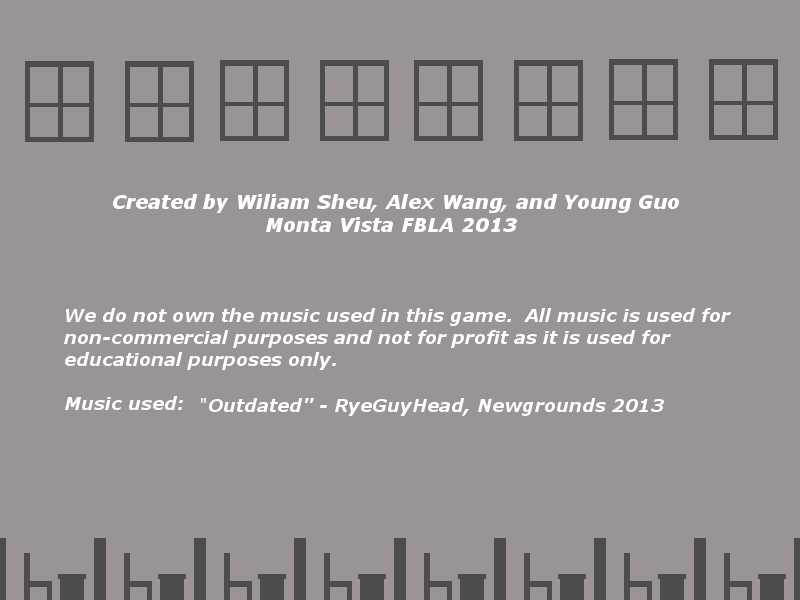 Created by Wiliam Sheu, Alex Wang, and Young Guo
Monta Vista FBLA 2013
We do not own the music used in this game.  All music is used for
non-commercial purposes and not for profit as it is used for
educational purposes only.
Music used:  "Outdated" - RyeGuyHead, Newgrounds 2013